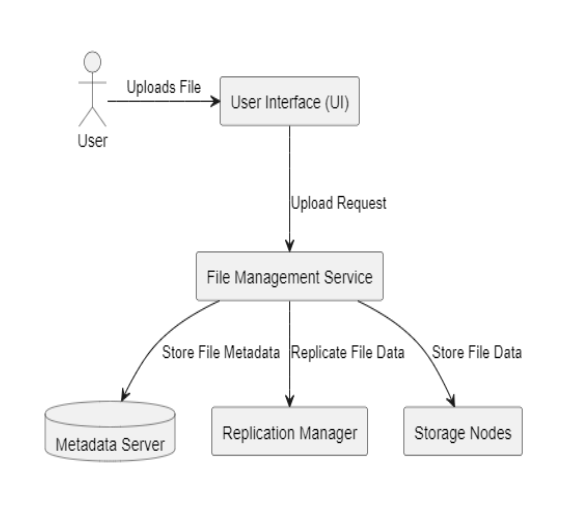 Uploads File
User Interface (UI)
User
Upload Request
File Management Service
Store File Metadata
Replicate File Data
Store File Data
Metadata Server
Replication Manager
Storage Nodes